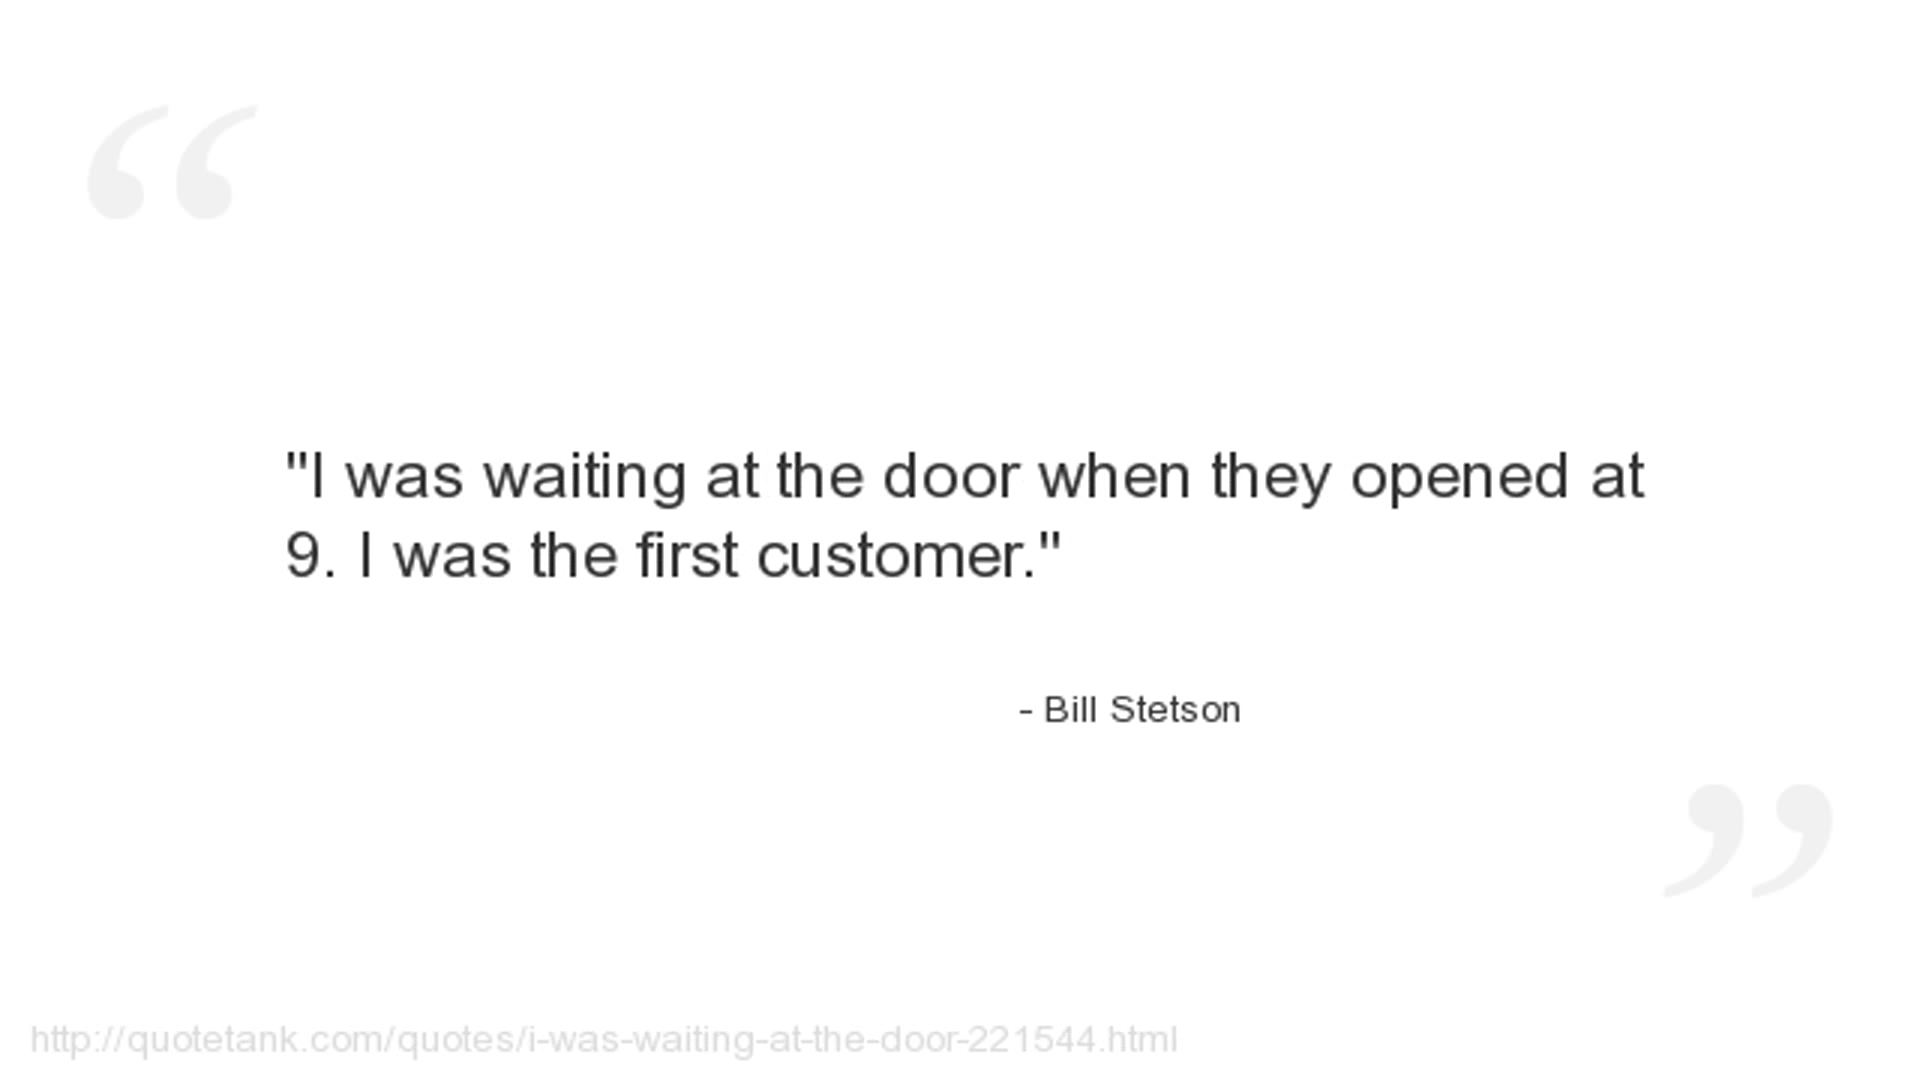 "I was waiting at the door when they opened at
9. I was the first customer."
- Bill Stetson
http://quotetank.com/quotes/i-was-waiting-at-the-door-221544.html